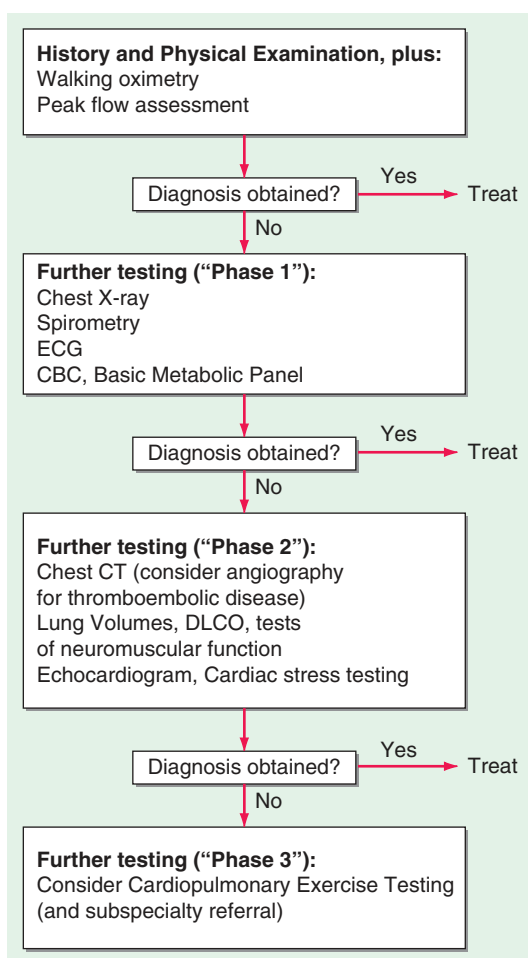 History and Physical Examination, plus:
Walking oximetry
Peak flow assessment
Diagnosis obtained?
Yes
Treat
No
Further testing (“Phase 1”):
Chest X-ray
Spirometry
ECG
CBC, Basic Metabolic Panel
Diagnosis obtained?
Yes
Treat
No
Further testing (“Phase 2”):
Chest CT (consider angiography
for thromboembolic disease)
Lung Volumes, DLCO, tests
of neuromuscular function
Echocardiogram, Cardiac stress testing
Diagnosis obtained?
Yes
Treat
No
Further testing (“Phase 3”):
Consider Cardiopulmonary Exercise Testing
(and subspecialty referral)